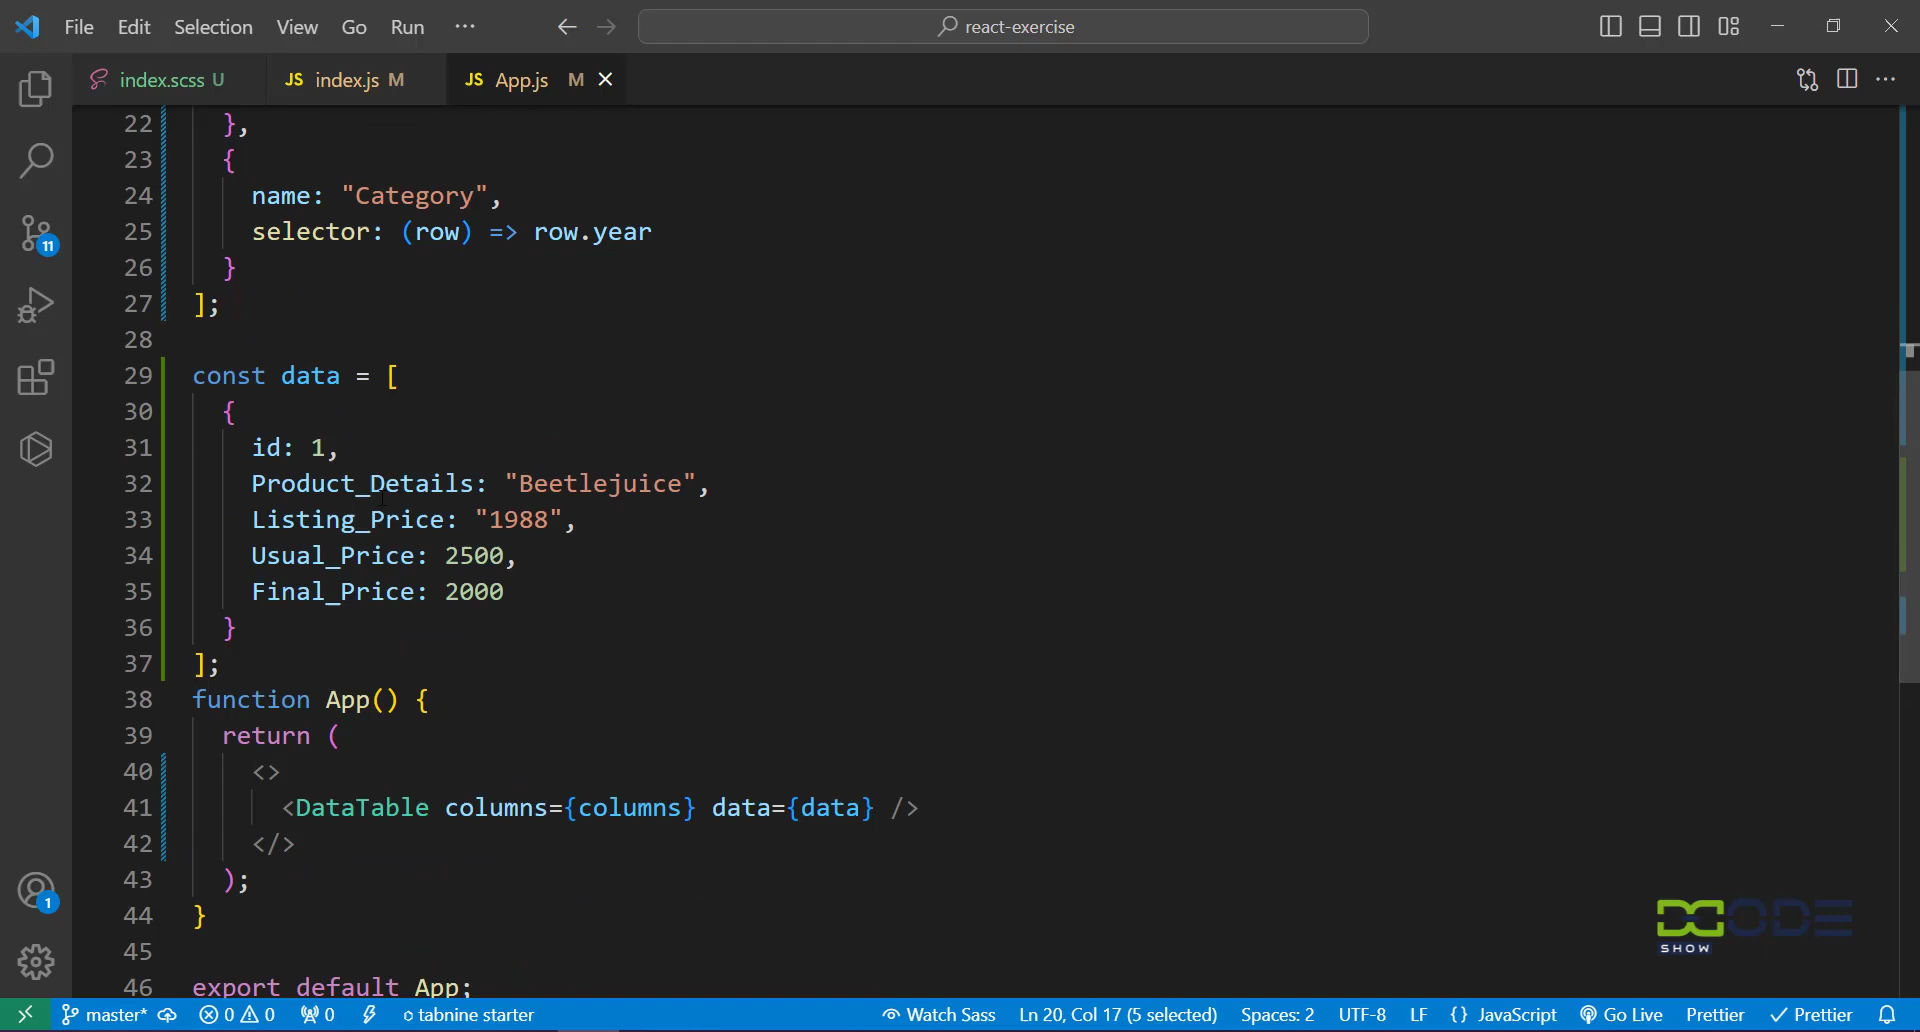 File Edit Selection View Go Run ··· react-exercise
index.scss U JS index.js M JS App.js M
22 },
23 {
24 name: "Category",
25 selector: (row) => row.year
26 }
27 ];
28
29 const data = [
30 {
31 id: 1,
32 Product_Details: "Beetlejuice",
33 Listing_Price: "1988",
34 Usual_Price: 2500,
35 Final_Price: 2000
36 }
37 ];
38 function App() {
39 return (
40 <>
41 <DataTable columns={columns} data={data} />
42 </>
43 );
44 }
45
46 export default App;
11
1
DCODE
SHOW
master* 0 0 0 tabnine starter Watch Sass Ln 20, Col 17 (5 selected) Spaces: 2 UTF-8 LF {} JavaScript Go Live Prettier Prettier